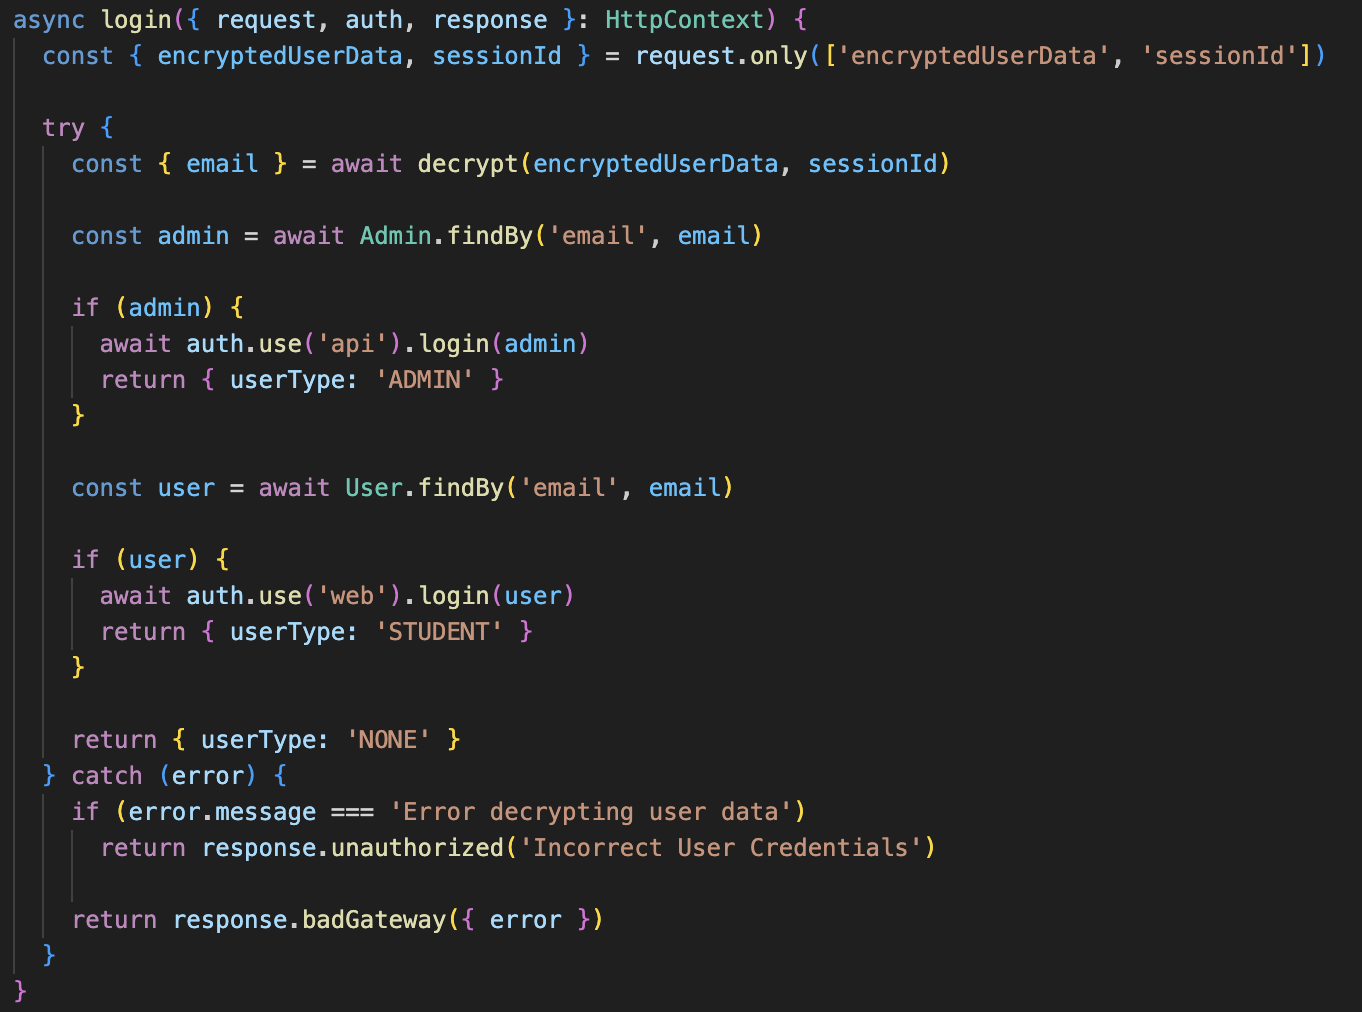 async login({ request, auth, response }: HttpContext) {
const { encryptedUserData, sessionId } = request.only(['encryptedUserData', 'sessionId'])
try {
const { email } = await decrypt(encryptedUserData, sessionId)
const admin = await Admin.findBy('email', email)
if (admin) {
await auth.use('api').login(admin)
return { userType: 'ADMIN' }
}
const user = await User.findBy('email', email)
if (user) {
await auth.use('web').login(user)
return { userType: 'STUDENT' }
}
return { userType: 'NONE' }
} catch (error) {
if (error.message === 'Error decrypting user data')
return response.unauthorized('Incorrect User Credentials')
return response.badGateway({ error })
}
}